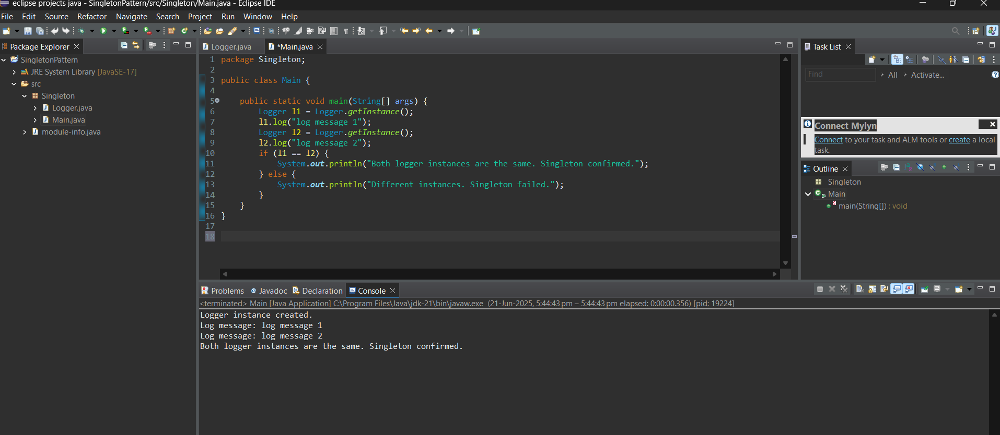 eclipse projects java - SingletonPattern/src/Singleton/Main.java - Eclipse IDE
File Edit Source Refactor Navigate Search Project Run Window Help
Package Explorer
SingletonPattern
JRE System Library [JavaSE-17]
src
Singleton
Logger.java
Main.java
module-info.java
Logger.java *Main.java
1 package Singleton;
2
3 public class Main {
4
5 public static void main(String[] args) {
6 Logger l1 = Logger.getInstance();
7 l1.log("log message 1");
8 Logger l2 = Logger.getInstance();
9 l2.log("log message 2");
10 if (l1 == l2) {
11 System.out.println("Both logger instances are the same. Singleton confirmed.");
12 } else {
13 System.out.println("Different instances. Singleton failed.");
14 }
15 }
16 }
17
18
Task List
Find All Activate...
Connect Mylyn
Connect to your task and ALM tools or create a local
task.
Outline
Singleton
Main
main(String[]) : void
Problems Javadoc Declaration Console
<terminated> Main [Java Application] C:\Program Files\Java\jdk-21\bin\javaw.exe (21-Jun-2025, 5:44:43 pm – 5:44:43 pm elapsed: 0:00:00.356) [pid: 19224]
Logger instance created.
Log message: log message 1
Log message: log message 2
Both logger instances are the same. Singleton confirmed.